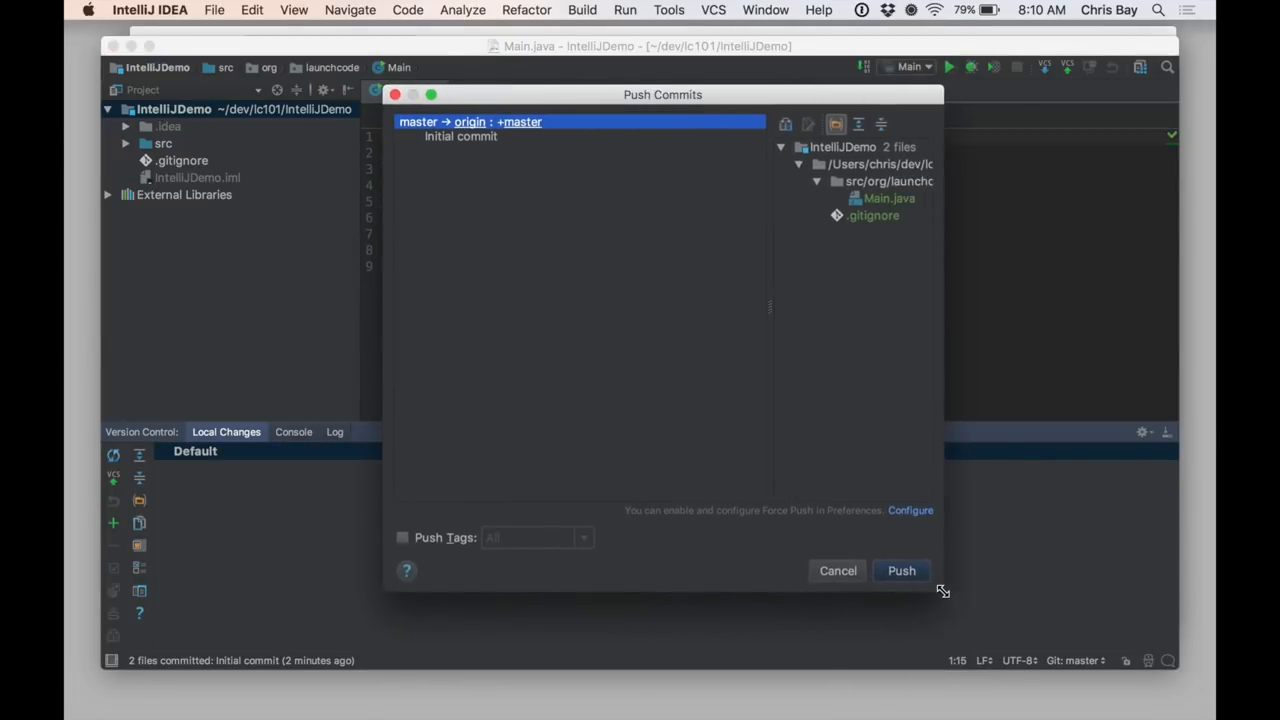 IntelliJ IDEA File Edit View Navigate Code Analyze Refactor Build Run Tools VCS Window Help 79% 8:10 AM Chris Bay
Main.java - IntelliJDemo - [~/dev/lc101/IntelliJDemo]
IntelliJDemo src org launchcode Main Main
Project
Push Commits
IntelliJDemo ~/dev/lc101/IntelliJDemo
.idea
src
.gitignore
IntelliJDemo.iml
External Libraries
1
2
3
4
5
6
7
8
9
master → origin : +master
Initial commit
IntelliJDemo 2 files
/Users/chris/dev/lc
src/org/launchc
Main.java
.gitignore
You can enable and configure Force Push in Preferences. Configure
Push Tags: All
? Cancel Push
Version Control: Local Changes Console Log
Default
VCS
?
2 files committed: Initial commit (2 minutes ago) 1:15 LF UTF-8 Git: master